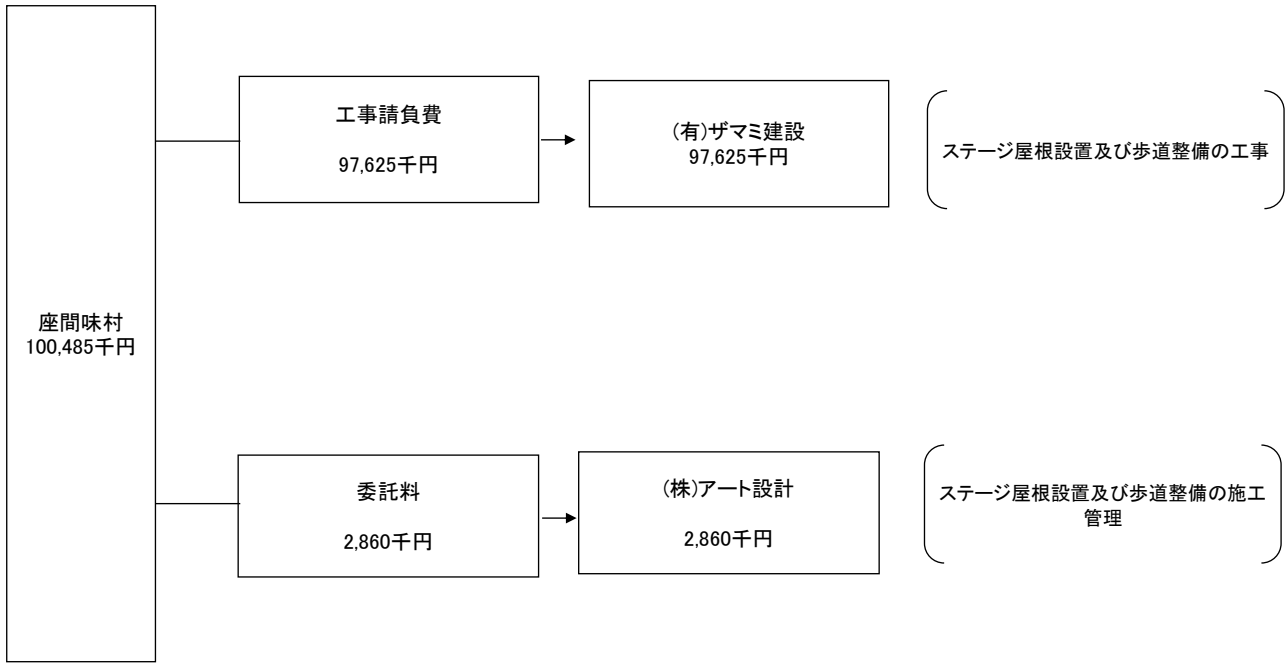 座間味村
100,485千円
工事請負費
97,625千円
(有)ザマミ建設
97,625千円
ステージ屋根設置及び歩道整備の工事
委託料
2,860千円
(株)アート設計
2,860千円
ステージ屋根設置及び歩道整備の施工
管理